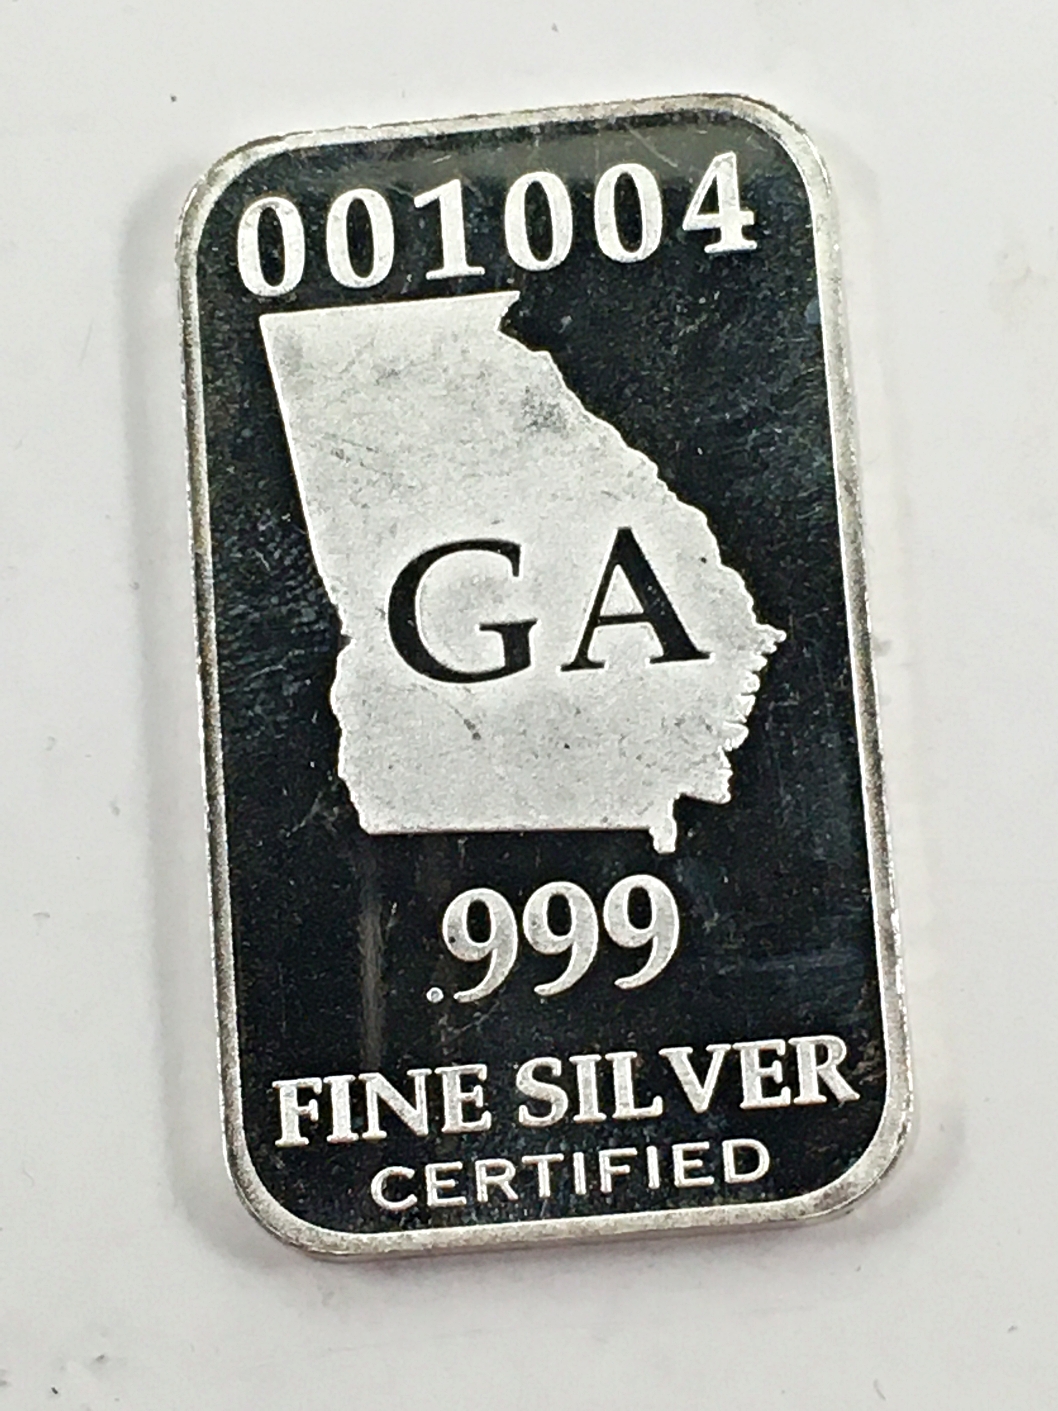 001004
GA
.999
FINE SILVER
CERTIFIED